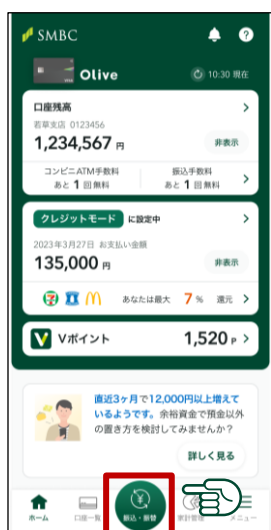 SMBC
Olive
10:30 現在
口座残高
若草支店 0123456
1,234,567 円
非表示
コンビニATM手数料
あと 1 回無料
振込手数料
あと 1 回無料
クレジットモード に設定中
2023年3月27日 お支払い金額
135,000 円
非表示
あなたは最大 7 % 還元
Vポイント
1,520 P
直近3ヶ月で12,000円以上増えて
いるようです。余裕資金で預金以外
の置き方を検討してみませんか?
詳しく見る
ホーム
口座一覧
振込・振替
メニュー